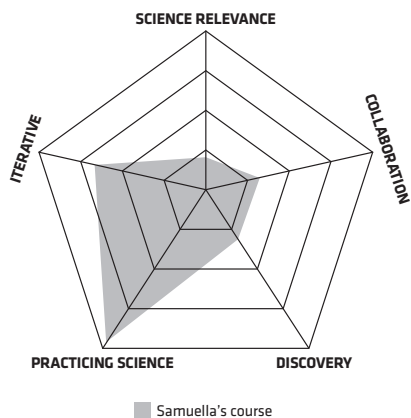 SCIENCE RELEVANCE
ITERATIVE
COLLABORATION
PRACTICING SCIENCE
DISCOVERY
Samuella's course